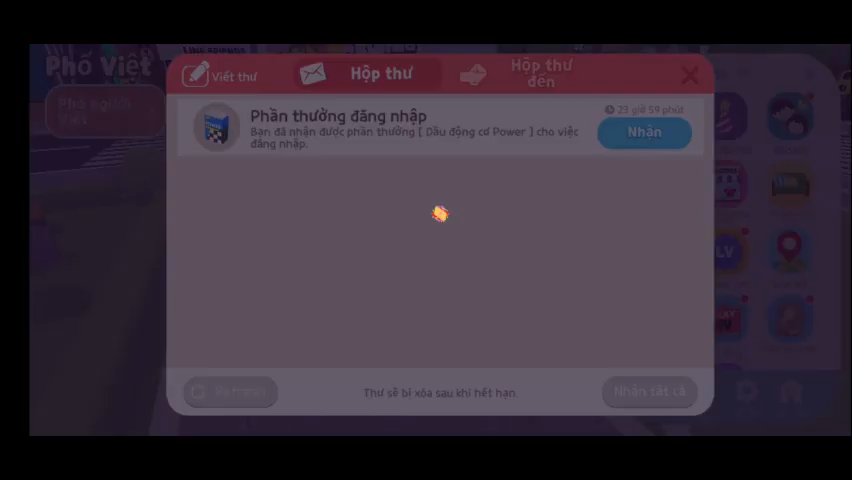 Phố Việt
Viết thư
Hộp thư
Hộp thư
đến
Phần thưởng đăng nhập
23 giờ 59 phút
Bạn đã nhận được phần thưởng [ Dầu động cơ Power ] cho việc
đăng nhập.
Nhận
LV
Thư sẽ bị xóa sau khi hết hạn.
Nhận tất cả